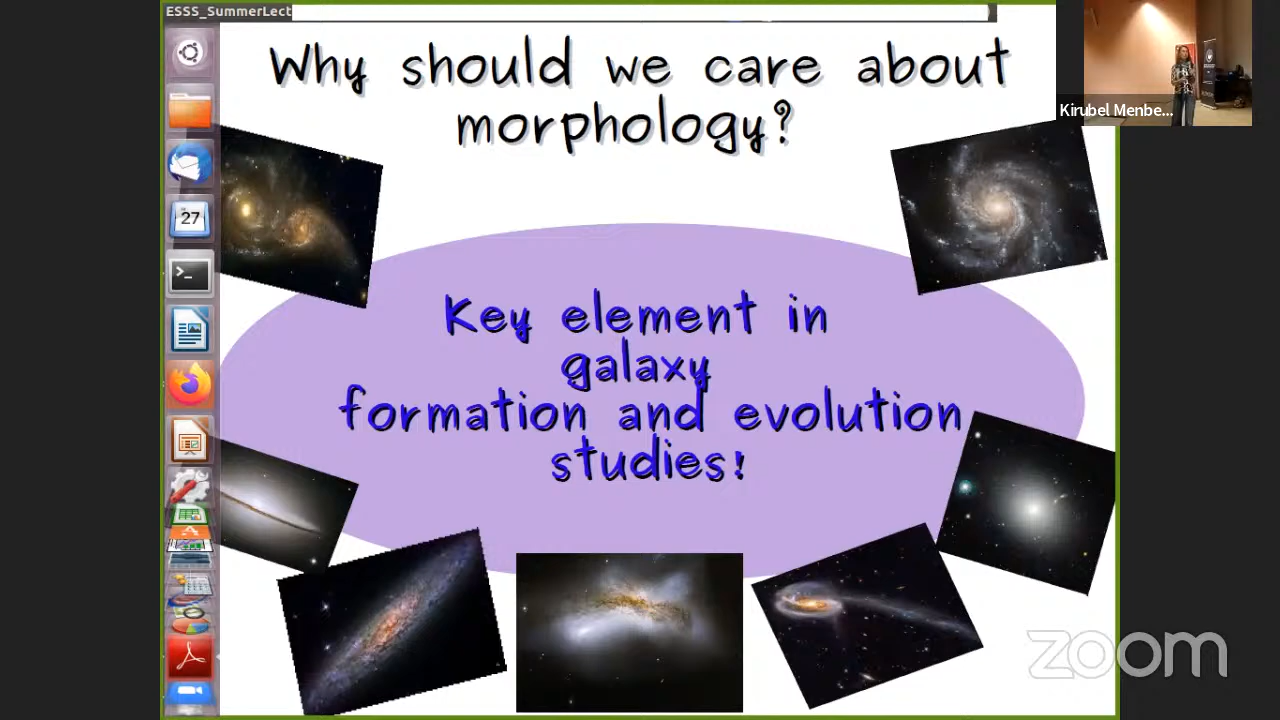 ESSS_SummerLect
Why should we care about
morphology?
Kirubel Menbe...
27
Key element in
galaxy
formation and evolution
studies!
zoom